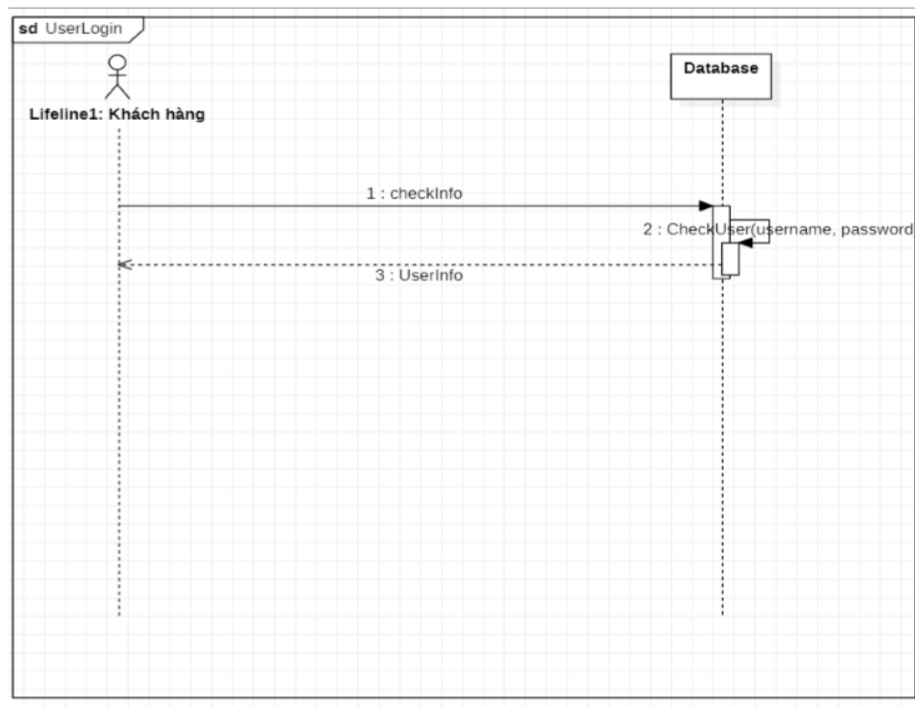 sd UserLogin
Lifeline1: Khách hàng
Database
1 : checkInfo
2 : CheckUser(username, password
3 : UserInfo